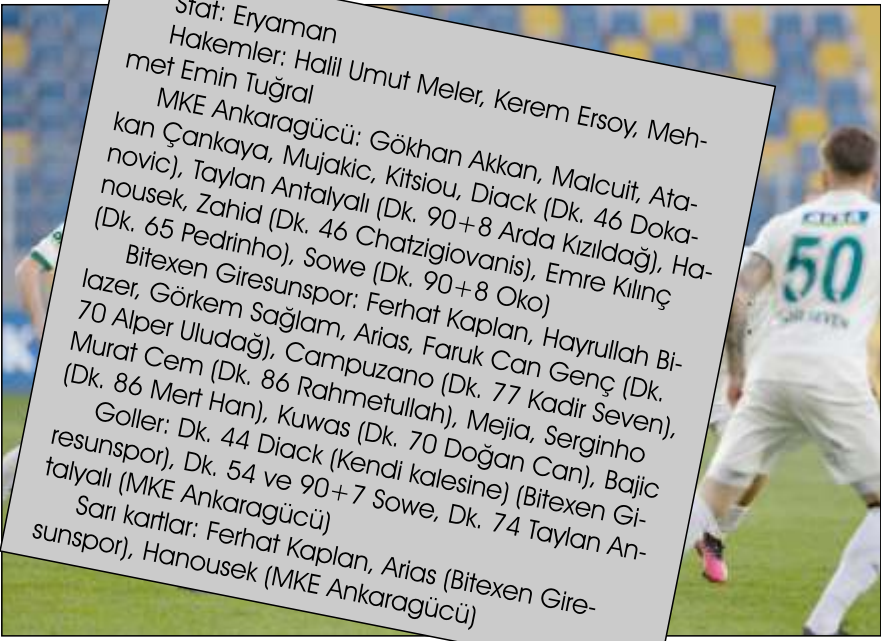 Stat: Eryaman
Hakemler: Halil Umut Meler, Kerem Ersoy, Meh-
met Emin Tuğral
MKE Ankaragücü: Gökhan Akkan, Malcuit, Ata-
kan Çankaya, Mujakic, Kitsiou, Diack (Dk. 46 Doka-
novic), Taylan Antalyalı (Dk. 90+8 Arda Kızıldağ), Ha-
nousek, Zahid (Dk. 46 Chatzigiovanis), Emre Kılınç
(Dk. 65 Pedrinho), Sowe (Dk. 90+8 Oko)
Bitexen Giresunspor: Ferhat Kaplan, Hayrullah Bi-
lazer, Görkem Sağlam, Arias, Faruk Can Genç (Dk.
70 Alper Uludağ), Campuzano (Dk. 77 Kadir Seven),
Murat Cem (Dk. 86 Rahmetullah), Mejia, Serginho
(Dk. 86 Mert Han), Kuwas (Dk. 70 Doğan Can), Bajic
Goller: Dk. 44 Diack (Kendi kalesine) (Bitexen Gi-
resunspor), Dk. 54 ve 90+7 Sowe, Dk. 74 Taylan An-
talyalı (MKE Ankaragücü)
Sarı kartlar: Ferhat Kaplan, Arias (Bitexen Gire-
sunspor), Hanousek (MKE Ankaragücü)
50